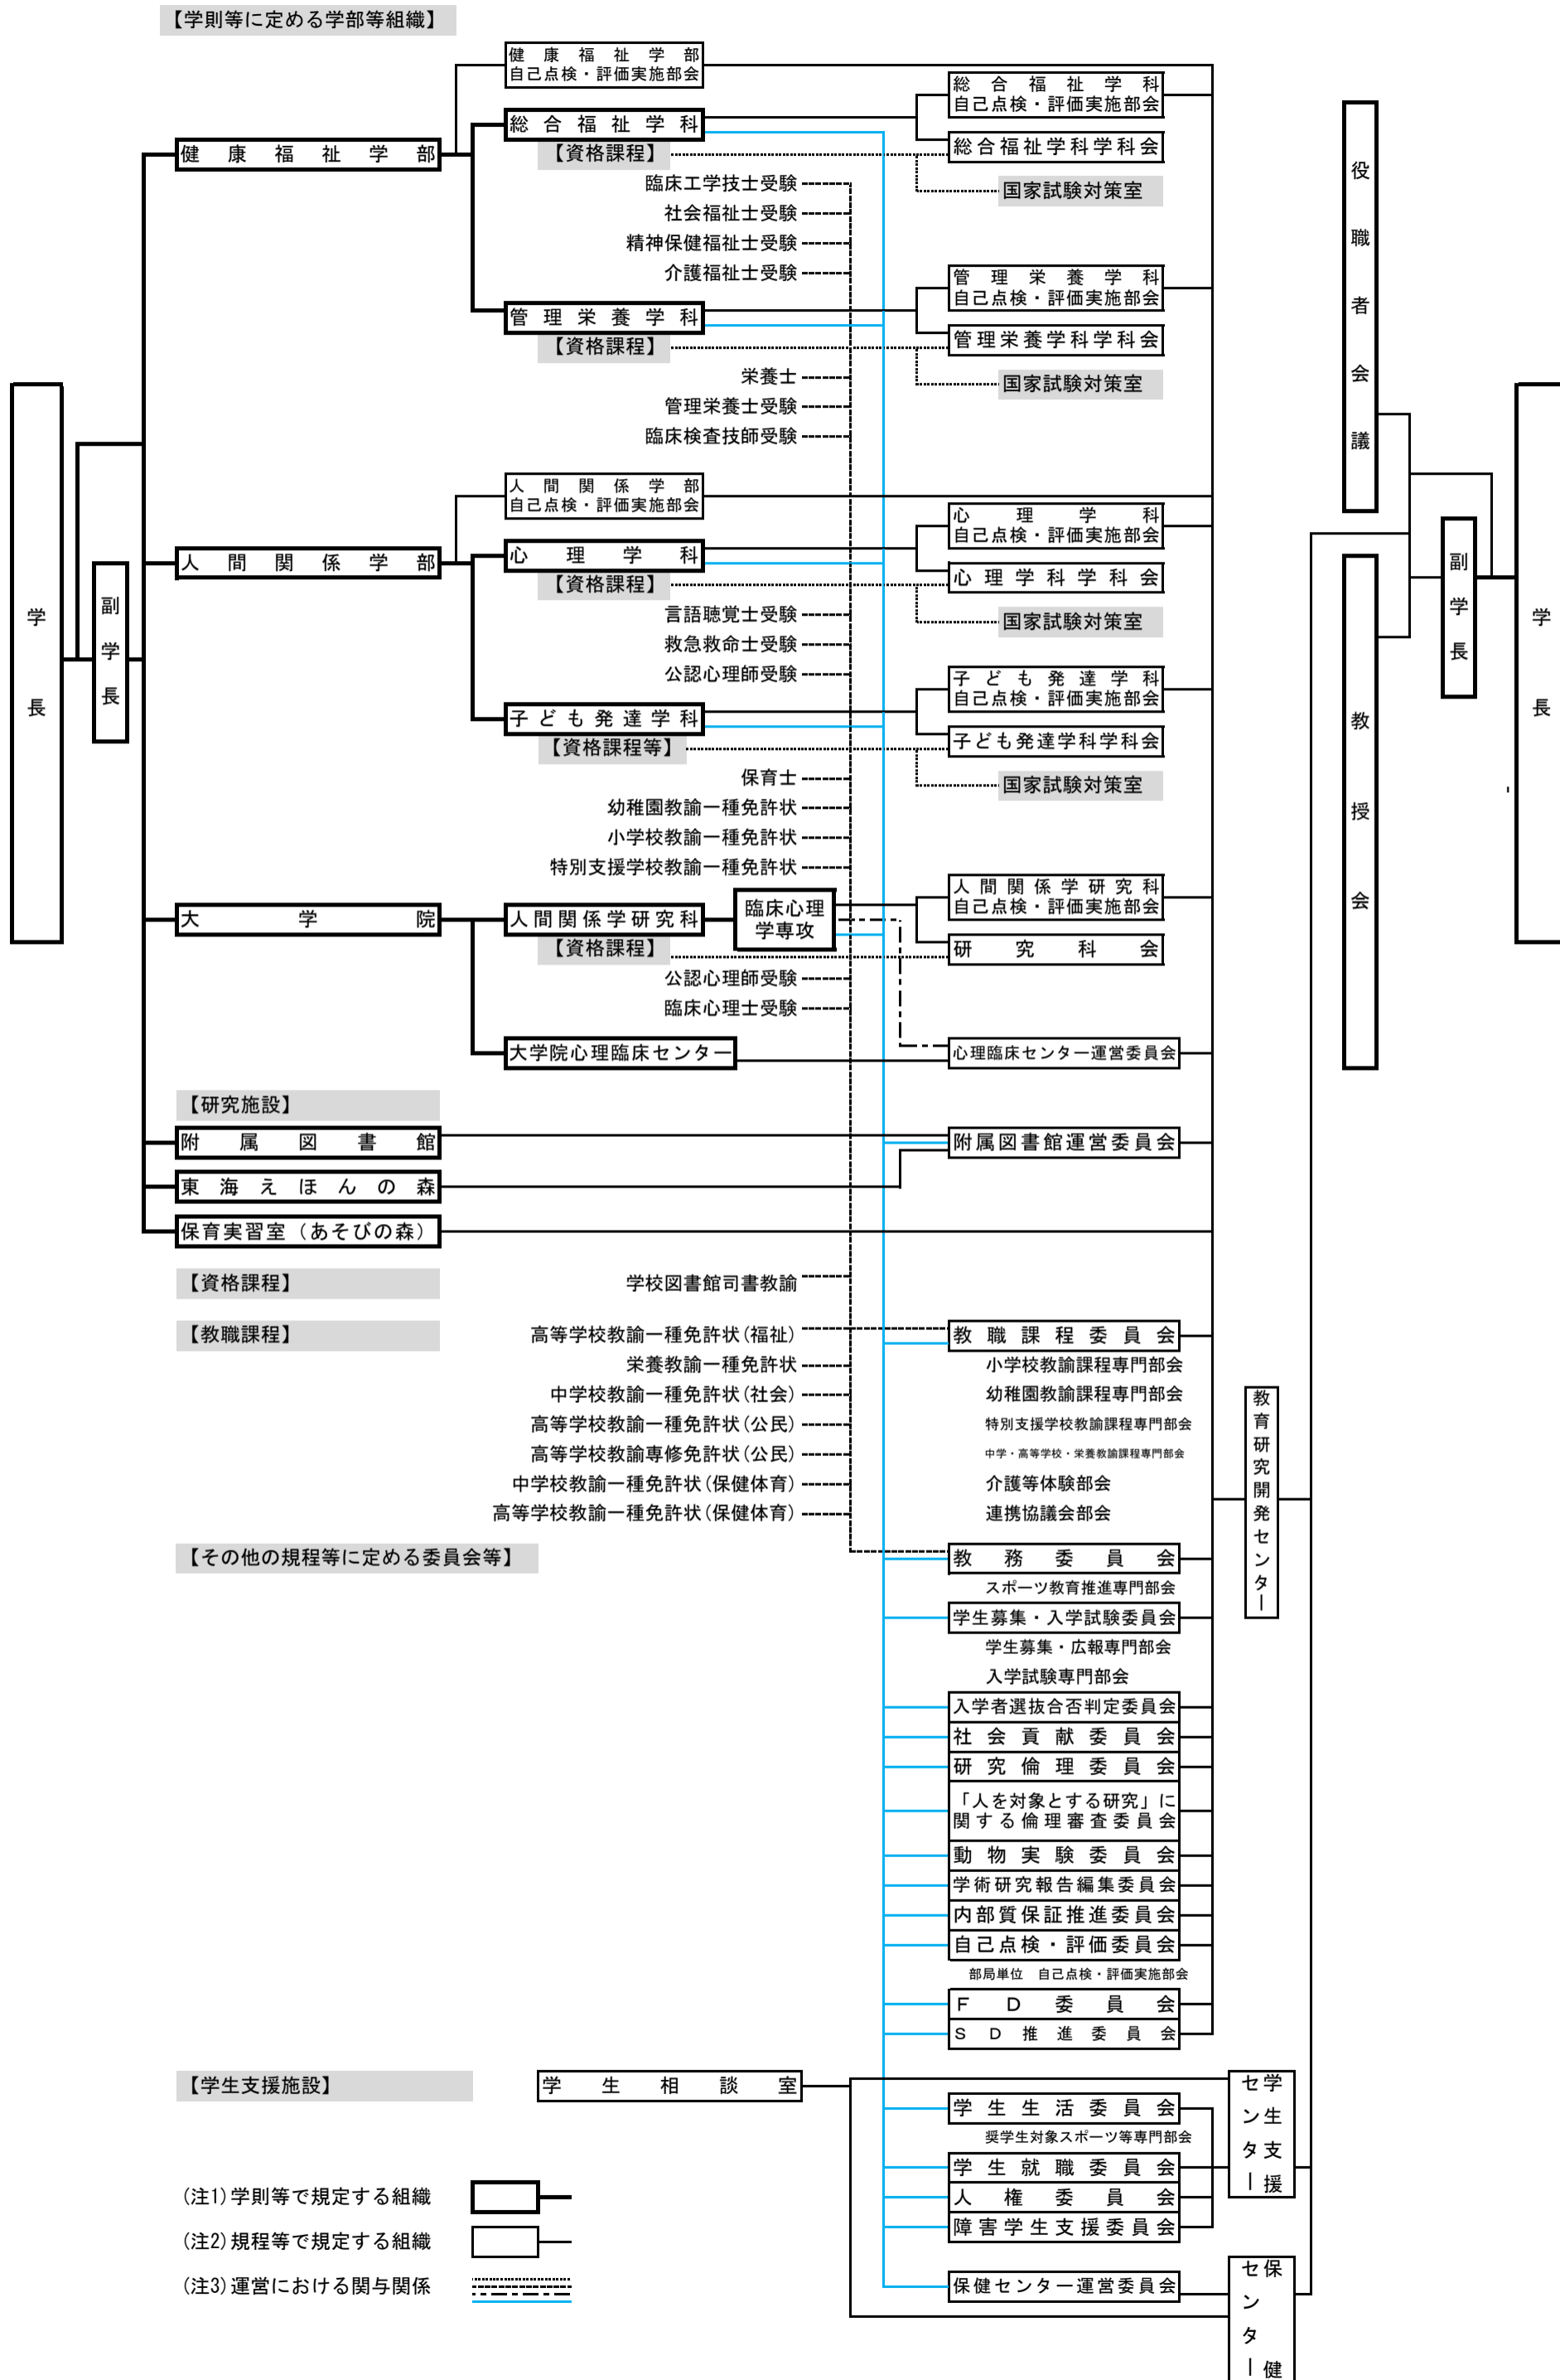 【学則等に定める学部等組織】
健康福祉学部
自己点検・評価実施部会
総合福祉学科
自己点検・評価実施部会
総合福祉学科
健康福祉学部
総合福祉学科学科会
【資格課程】
臨床工学技士受験
国家試験対策室
社会福祉士受験
精神保健福祉士受験
介護福祉士受験
管理栄養学科
自己点検・評価実施部会
管理栄養学科
管理栄養学科学科会
【資格課程】
栄養士
国家試験対策室
管理栄養士受験
臨床検査技師受験
人間関係学部
自己点検・評価実施部会
心理学科
自己点検・評価実施部会
人間関係学部
心理学科
心理学科学科会
【資格課程】
言語聴覚士受験
国家試験対策室
救急救命士受験
公認心理師受験
子ども発達学科
自己点検・評価実施部会
子ども発達学科
子ども発達学科学科会
【資格課程等】
保育士
国家試験対策室
幼稚園教諭一種免許状
小学校教諭一種免許状
特別支援学校教諭一種免許状
学長
副学長
役職者会議
教授会
副学長
学長
大学院
人間関係学研究科
臨床心理
学専攻
人間関係学研究科
自己点検・評価実施部会
研究科会
【資格課程】
公認心理師受験
臨床心理士受験
大学院心理臨床センター
心理臨床センター運営委員会
【研究施設】
附属図書館
附属図書館運営委員会
東海えほんの森
保育実習室（あそびの森）
【資格課程】
学校図書館司書教諭
【教職課程】
高等学校教諭一種免許状(福祉)
教職課程委員会
栄養教諭一種免許状
小学校教諭課程専門部会
中学校教諭一種免許状(社会)
幼稚園教諭課程専門部会
高等学校教諭一種免許状(公民)
特別支援学校教諭課程専門部会
高等学校教諭専修免許状(公民)
中学・高等学校・栄養教諭課程専門部会
中学校教諭一種免許状(保健体育)
介護等体験部会
高等学校教諭一種免許状(保健体育)
連携協議会部会
教育研究開発センター
【その他の規程等に定める委員会等】
教務委員会
スポーツ教育推進専門部会
学生募集・入学試験委員会
学生募集・広報専門部会
入学試験専門部会
入学者選抜合否判定委員会
社会貢献委員会
研究倫理委員会
「人を対象とする研究」に
関する倫理審査委員会
動物実験委員会
学術研究報告編集委員会
内部質保証推進委員会
自己点検・評価委員会
部局単位　自己点検・評価実施部会
ＦＤ委員会
ＳＤ推進委員会
【学生支援施設】
学生相談室
学生支援
センター
学生生活委員会
奨学生対象スポーツ等専門部会
学生就職委員会
人権委員会
障害学生支援委員会
保健センター運営委員会
保健
センター
(注1)学則等で規定する組織
(注2)規程等で規定する組織
(注3)運営における関与関係